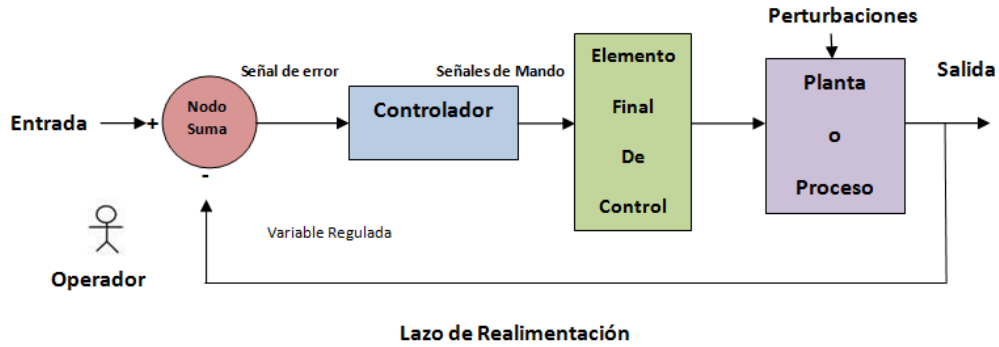 Perturbaciones
Señal de error
Señales de Mando
Elemento
Final
De
Control
Planta
o
Proceso
Salida
Entrada
+
Nodo
Suma
-
Controlador
Operador
Variable Regulada
Lazo de Realimentación